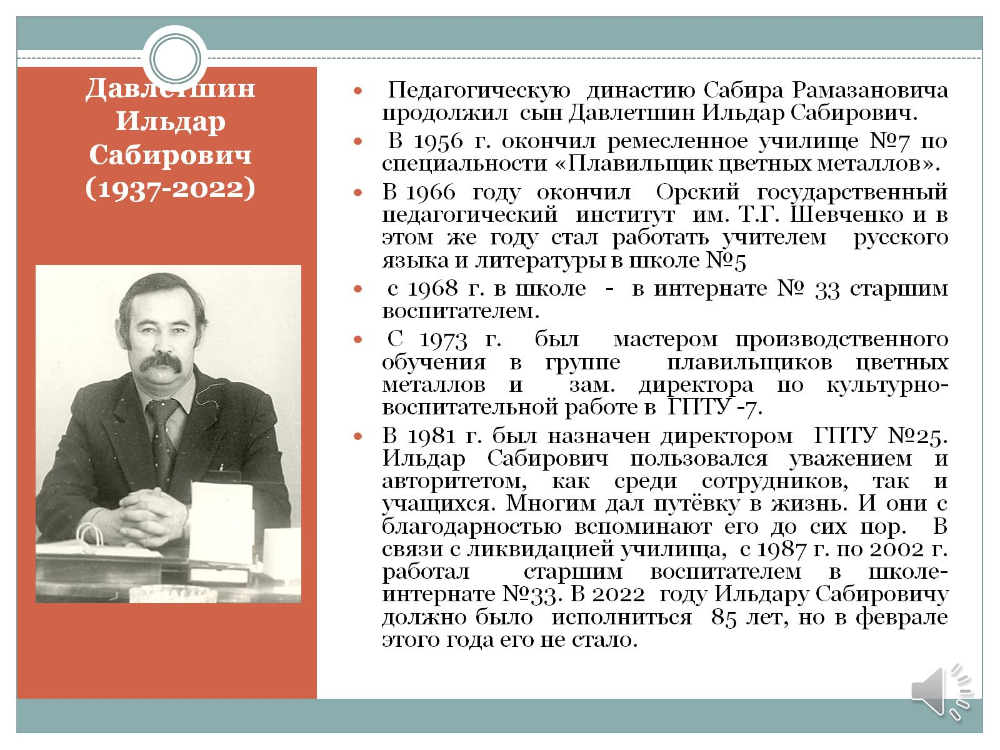 Давлетшин
Ильдар
Сабирович
(1937-2022)
Педагогическую династию Сабира Рамазановича
продолжил сын Давлетшин Ильдар Сабирович.
В 1956 г. окончил ремесленное училище №7 по
специальности «Плавильщик цветных металлов».
В 1966 году окончил Орский государственный
педагогический институт им. Т.Г. Шевченко и в
этом же году стал работать учителем русского
языка и литературы в школе №5
с 1968 г. в школе - в интернате № 33 старшим
воспитателем.
С 1973 г. был мастером производственного
обучения в группе плавильщиков цветных
металлов и зам. директора по культурно-
воспитательной работе в ГПТУ -7.
В 1981 г. был назначен директором ГПТУ №25.
Ильдар Сабирович пользовался уважением и
авторитетом, как среди сотрудников, так и
учащихся. Многим дал путёвку в жизнь. И они с
благодарностью вспоминают его до сих пор. В
связи с ликвидацией училища, с 1987 г. по 2002 г.
работал старшим воспитателем в школе-
интернате №33. В 2022 году Ильдару Сабировичу
должно было исполниться 85 лет, но в феврале
этого года его не стало.